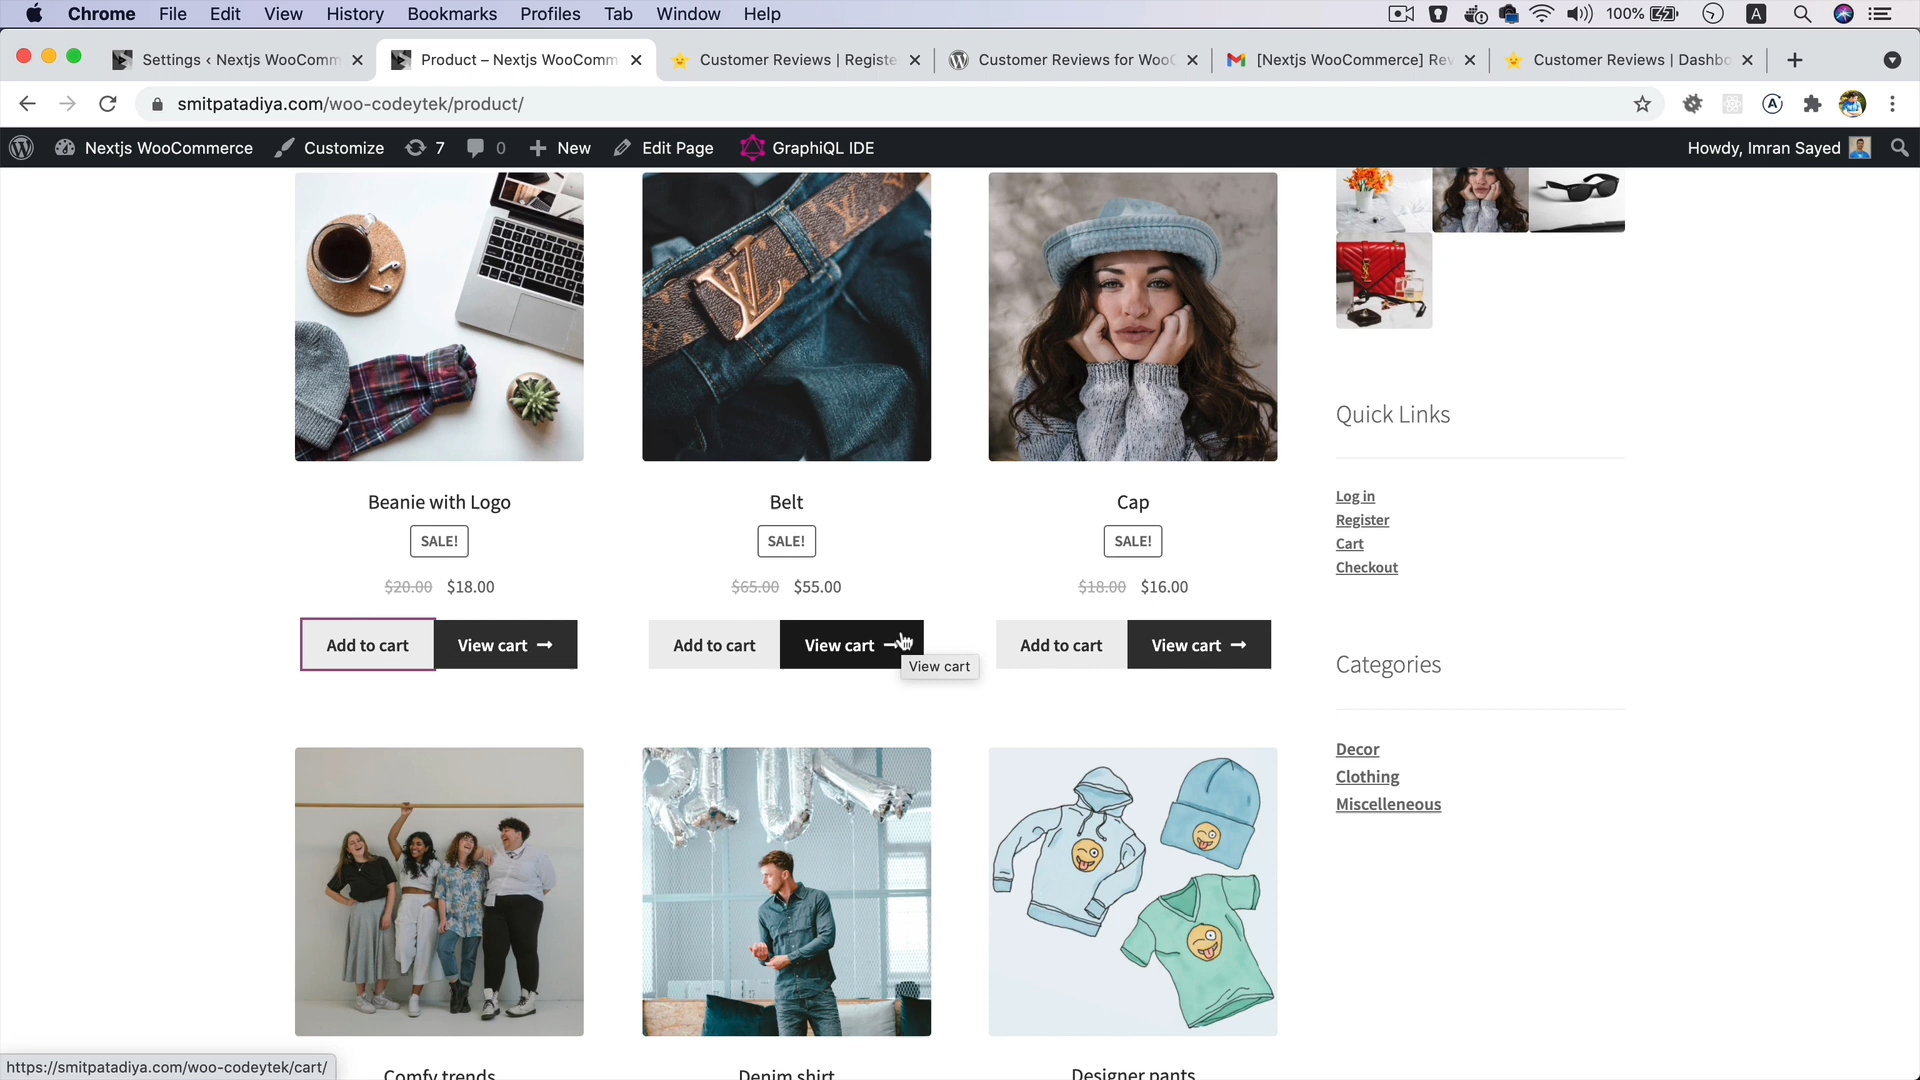 Chrome File Edit View History Bookmarks Profiles Tab Window Help 100% A
Settings ‹ Nextjs WooComm Product – Nextjs WooComm Customer Reviews | Registe Customer Reviews for WooC [Nextjs WooCommerce] Rev Customer Reviews | Dashbo
smitpatadiya.com/woo-codeytek/product/
Nextjs WooCommerce Customize 7 0 New Edit Page GraphiQL IDE Howdy, Imran Sayed
Beanie with Logo
SALE!
$20.00 $18.00
Add to cart View cart →
Belt
SALE!
$65.00 $55.00
Add to cart View cart →
View cart
Cap
SALE!
$18.00 $16.00
Add to cart View cart →
Comfy trends
Denim shirt
Designer pants
Quick Links
Log in
Register
Cart
Checkout
Categories
Decor
Clothing
Miscelleneous
https://smitpatadiya.com/woo-codeytek/cart/